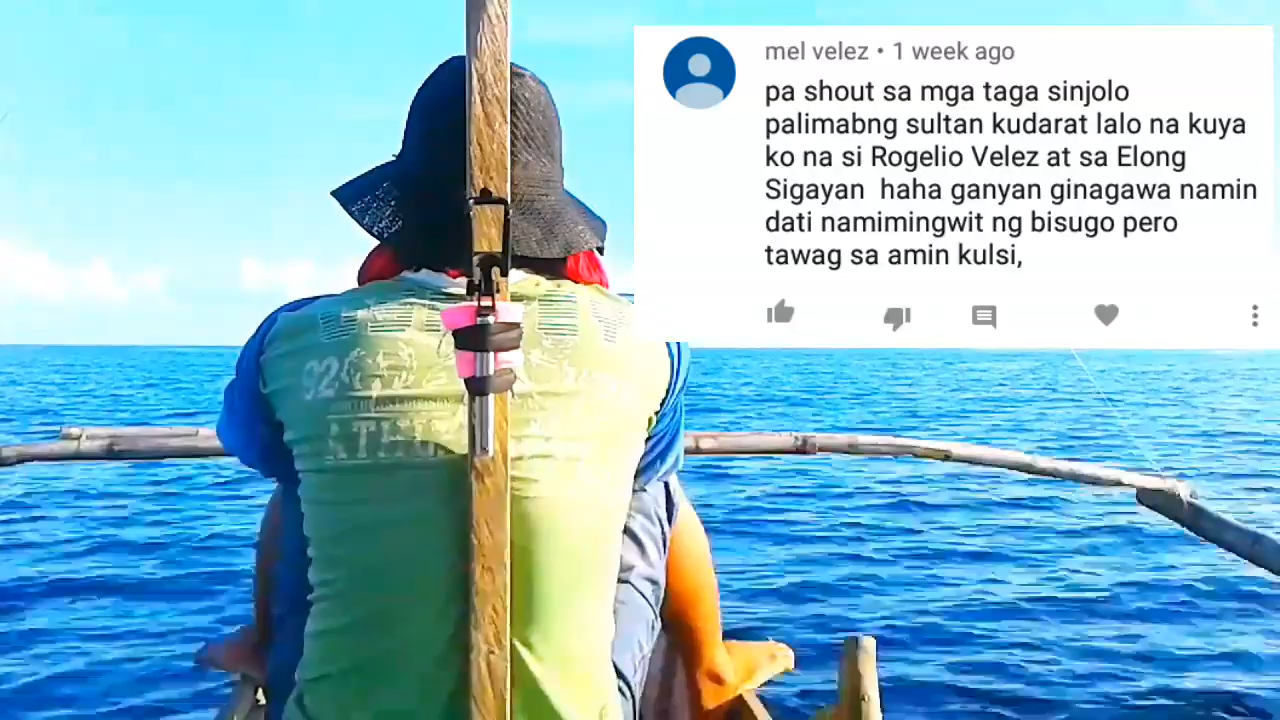 mel velez • 1 week ago
pa shout sa mga taga sinjolo
palimabng sultan kudarat lalo na kuya
ko na si Rogelio Velez at sa Elong
Sigayan haha ganyan ginagawa namin
dati namimingwit ng bisugo pero
tawag sa amin kulsi,
92